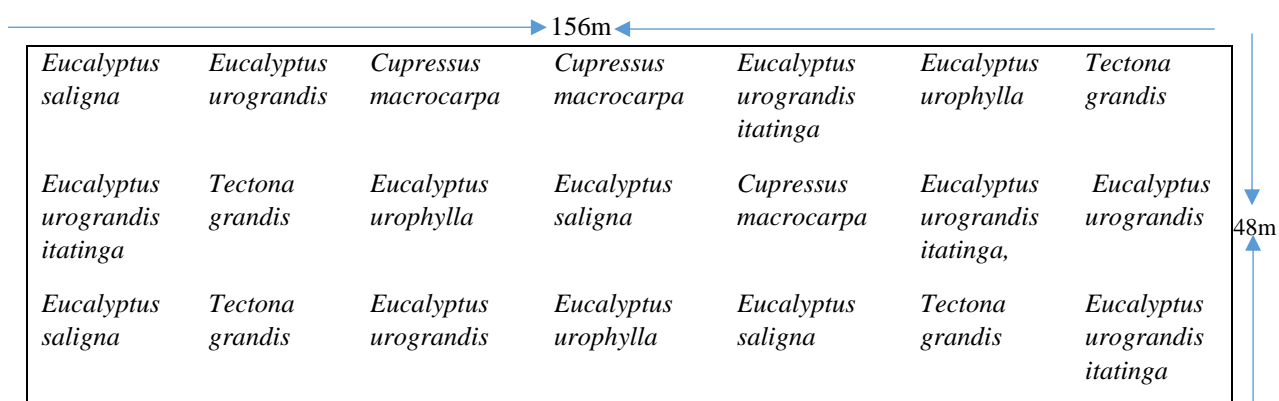 156m
Eucalyptus Eucalyptus Cupressus Cupressus Eucalyptus Eucalyptus Tectona
saligna urograndis macrocarpa macrocarpa urograndis urophylla grandis
itatinga
Eucalyptus Tectona Eucalyptus Eucalyptus Cupressus Eucalyptus Eucalyptus
urograndis grandis urophylla saligna macrocarpa urograndis urograndis
48m
itatinga itatinga,
Eucalyptus Tectona Eucalyptus Eucalyptus Eucalyptus Tectona Eucalyptus
saligna grandis urograndis urophylla saligna grandis urograndis
itatinga